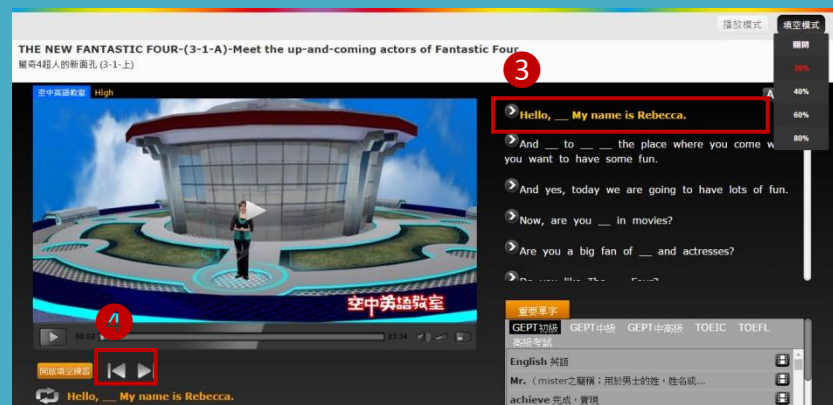 播放模式
填空模式
關閉
20%
40%
60%
80%
THE NEW FANTASTIC FOUR-(3-1-A)-Meet the up-and-coming actors of Fantastic Four
驚奇4超人的新面孔 (3-1-上)
3
空中英語教室 High
空中英語教室
Hello, __ My name is Rebecca.
And __ to __ __ the place where you come w
you want to have some fun.
And yes, today we are going to have lots of fun.
Now, are you __ in movies?
Are you a big fan of __ and actresses?
Do you like The __ Four?
4
00:02
23:34
開啟填空練習
Hello, __ My name is Rebecca.
重要單字
GEPT初級 GEPT中級 GEPT中高級 TOEIC TOEFL
高級考試
English 英語
Mr. (mister之簡稱；用於男士的姓，姓名或...
achieve 完成，實現